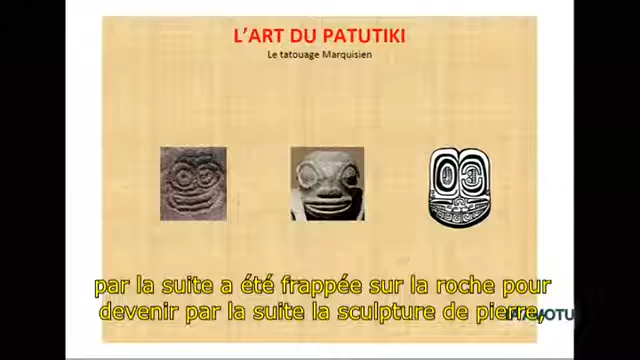 L'ART DU PATUTIKI
Le tatouage Marquisien
par la suite a été frappée sur la roche pour
devenir par la suite la sculpture de pierre,